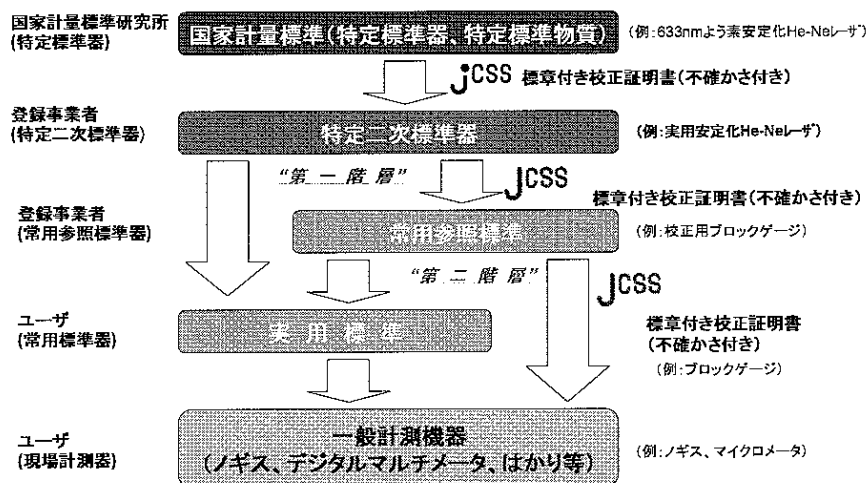 国家計量標準研究所
(特定標準器)
国家計量標準(特定標準器、特定標準物質)
(例:633nmよう素安定化He-Neレーザ)
jCSS 標章付き校正証明書(不確かさ付き)
登録事業者
(特定二次標準器)
特定二次標準器
(例:実用安定化He-Neレーザ)
“第一階層”
JCSS
標章付き校正証明書(不確かさ付き)
登録事業者
(常用参照標準器)
常用参照標準
(例:校正用ブロックゲージ)
“第二階層”
JCSS
ユーザ
(常用標準器)
実用標準
標章付き校正証明書
(不確かさ付き)
(例:ブロックゲージ)
ユーザ
(現場計測器)
一般計測機器
(ノギス、デジタルマルチメータ、はかり等)
(例:ノギス、マイクロメータ)